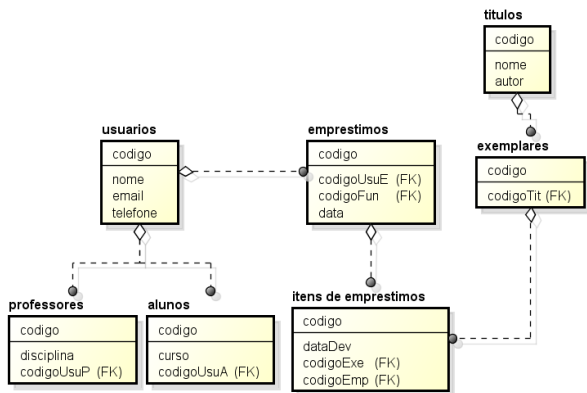 titulos
codigo
nome
autor
usuarios
codigo
nome
email
telefone
emprestimos
codigo
codigoUsuE (FK)
codigoFun (FK)
data
exemplares
codigo
codigoTit (FK)
professores
codigo
disciplina
codigoUsuP (FK)
alunos
codigo
curso
codigoUsuA (FK)
itens de emprestimos
codigo
dataDev
codigoExe (FK)
codigoEmp (FK)